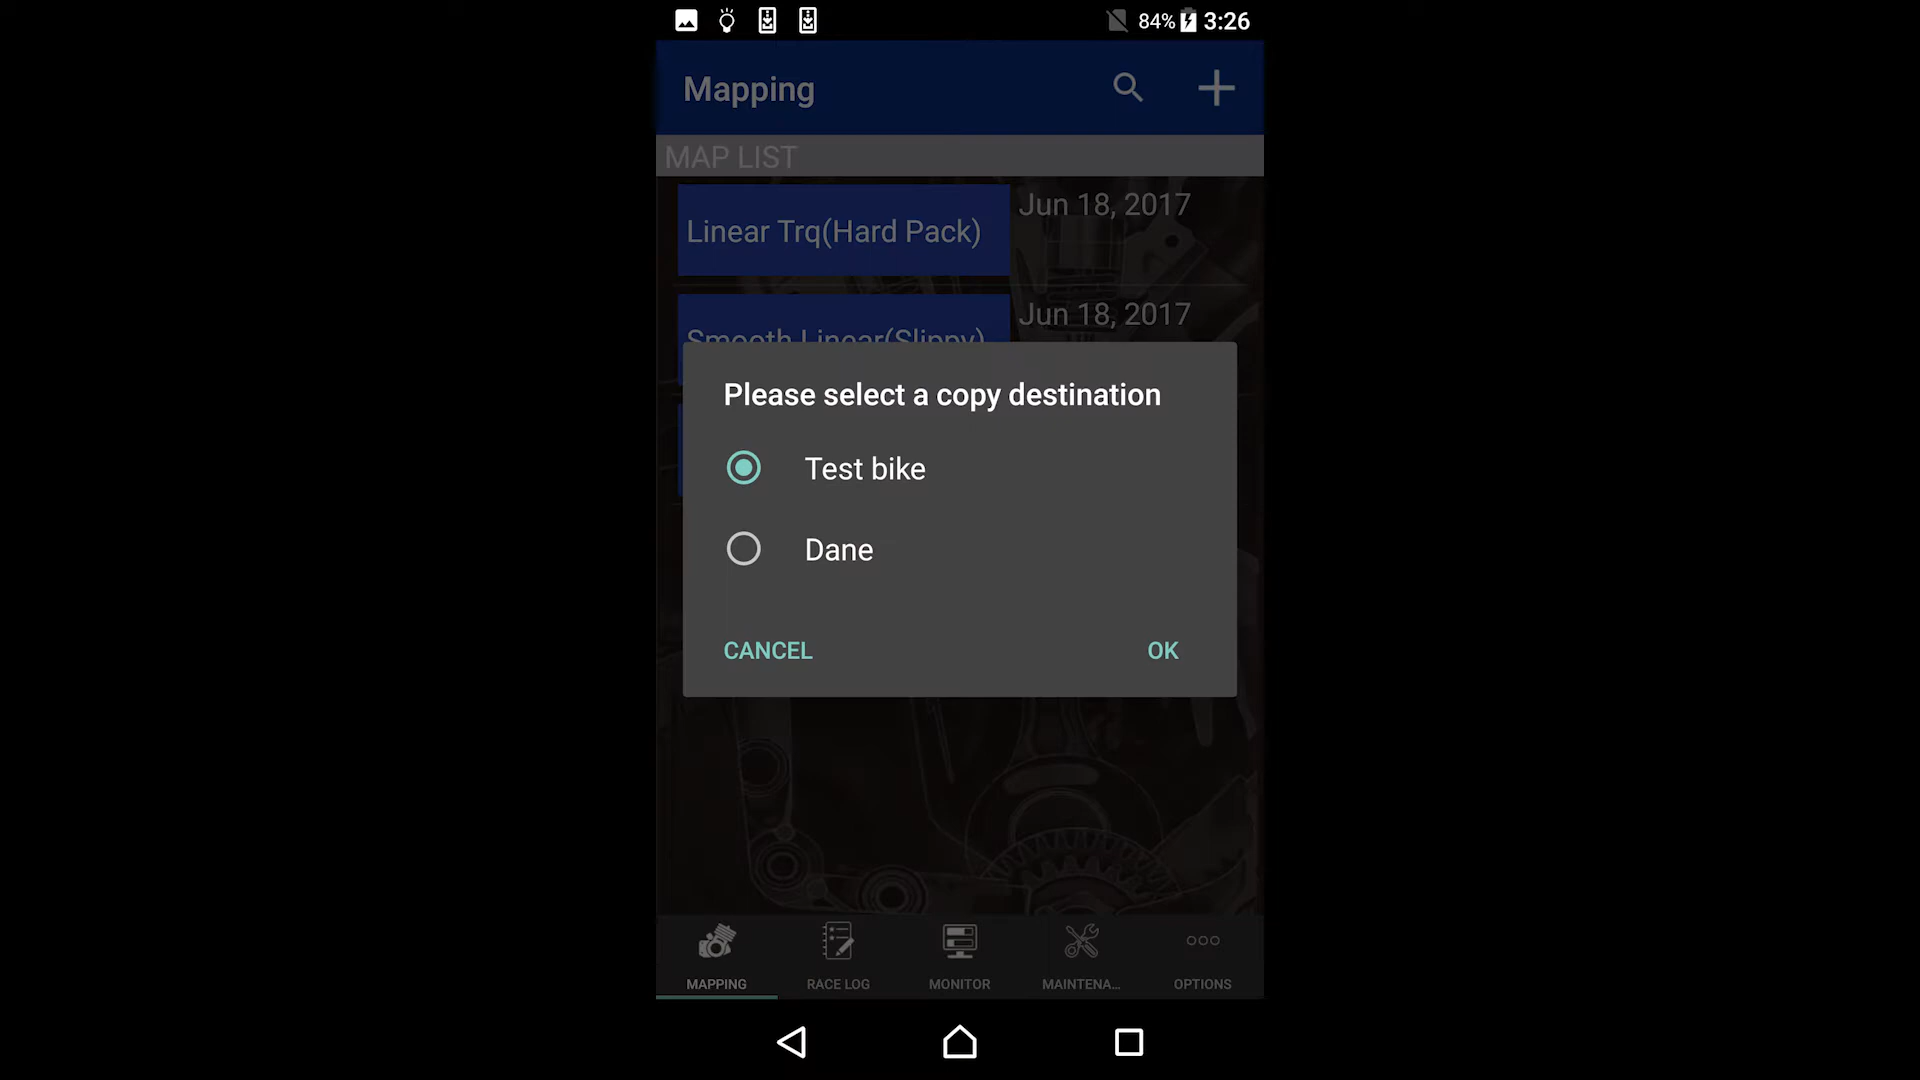 84% 3:26
Mapping
MAP LIST
Linear Trq(Hard Pack)
Jun 18, 2017
Smooth Linear(Slippy)
Jun 18, 2017
Please select a copy destination
Test bike
Dane
CANCEL
OK
MAPPING
RACE LOG
MONITOR
MAINTENA...
OPTIONS